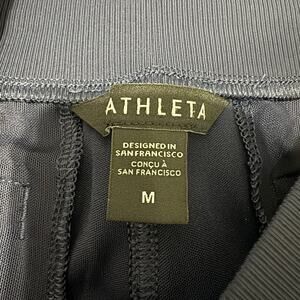 ATHLETA
DESIGNED IN
SAN FRANCISCO
CONÇU À
SAN FRANCISCO
M